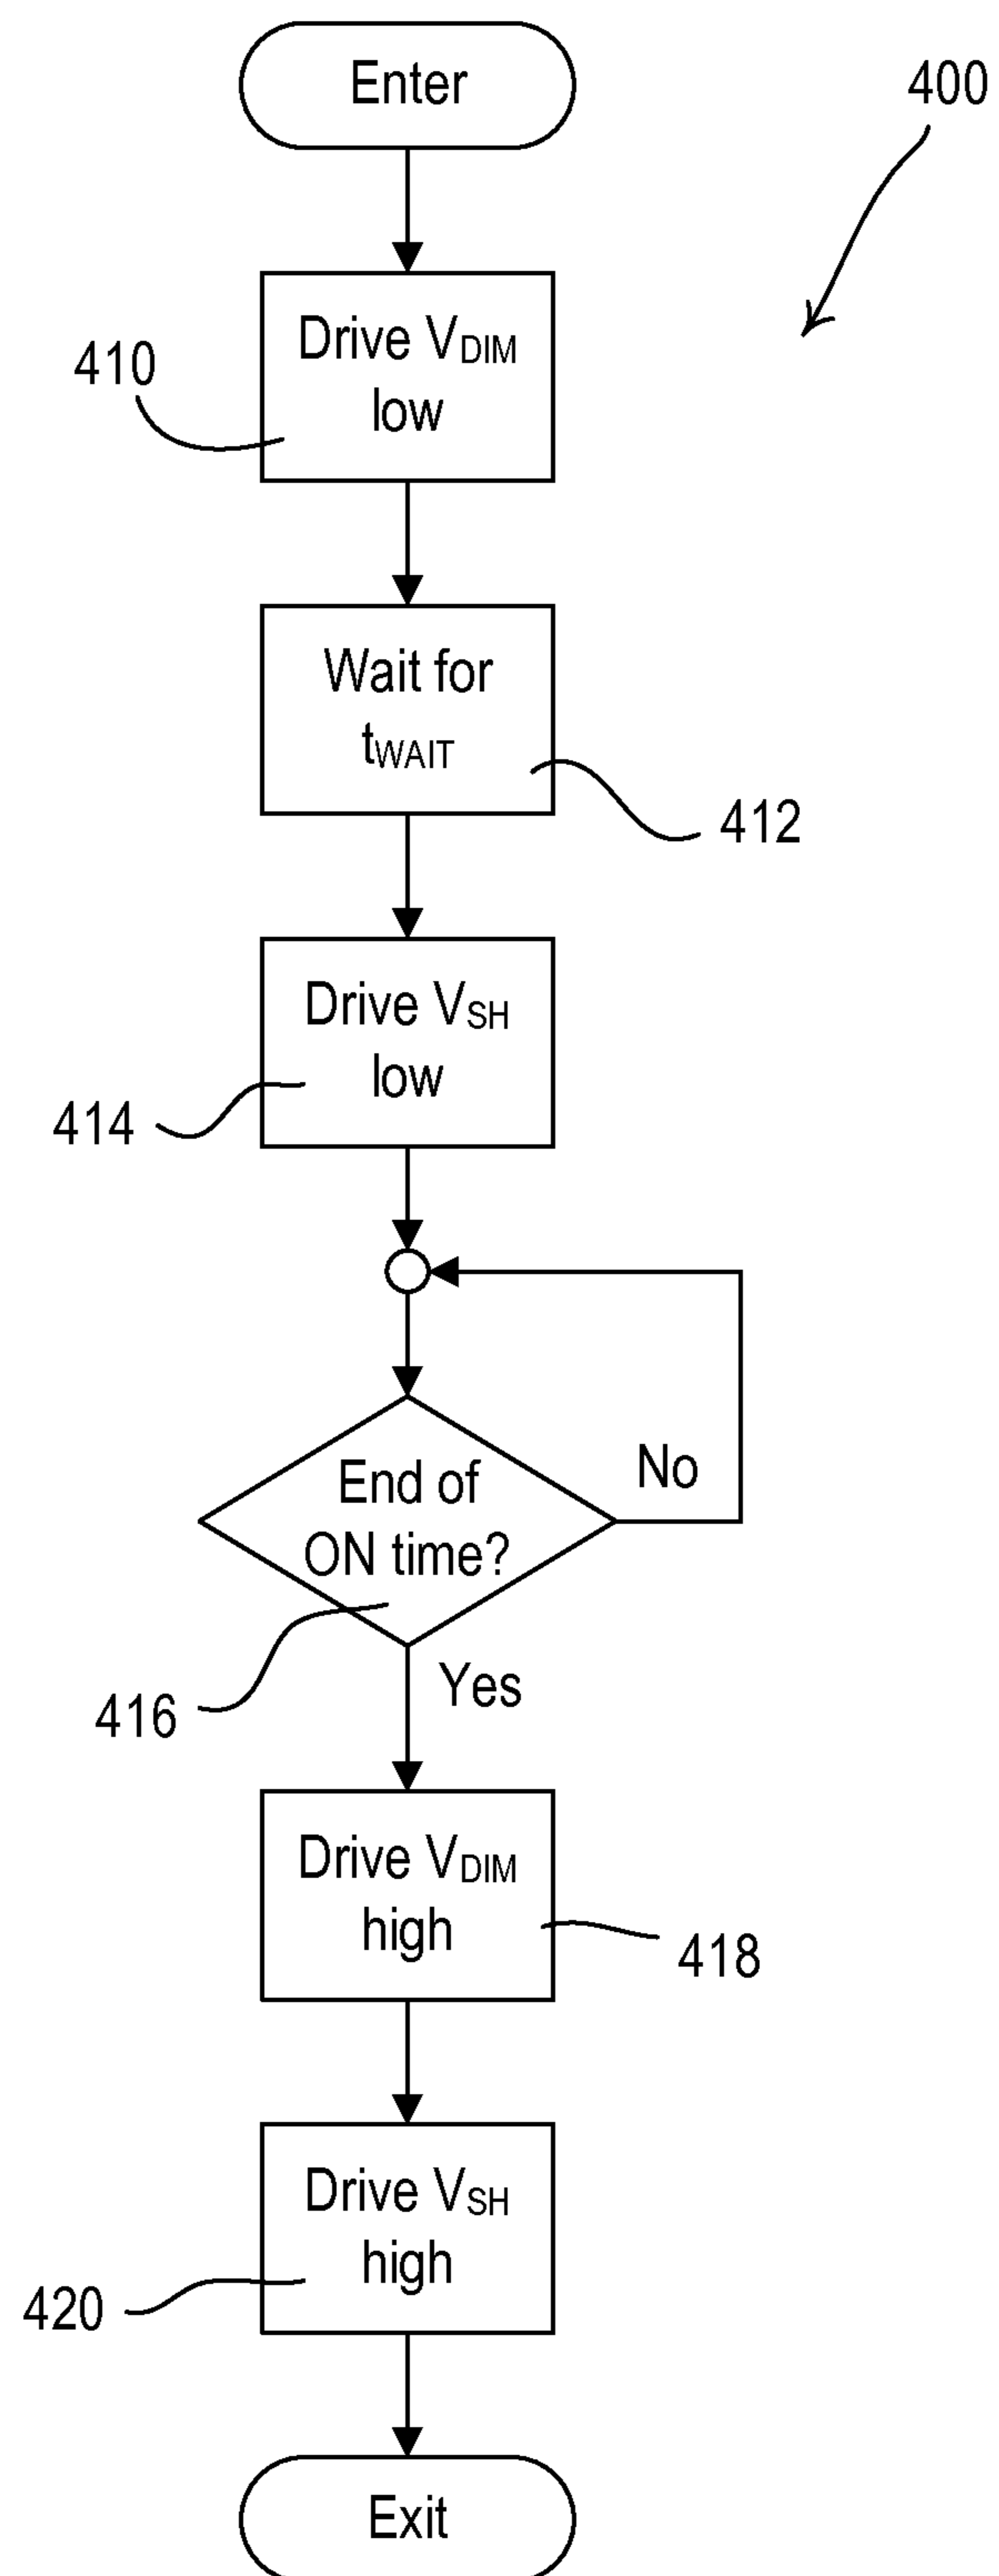 Enter
400
Drive VDIM
low
410
Wait for
tWAIT
412
Drive VSH
low
414
End of
ON time?
No
Yes
416
Drive VDIM
high
418
Drive VSH
high
420
Exit